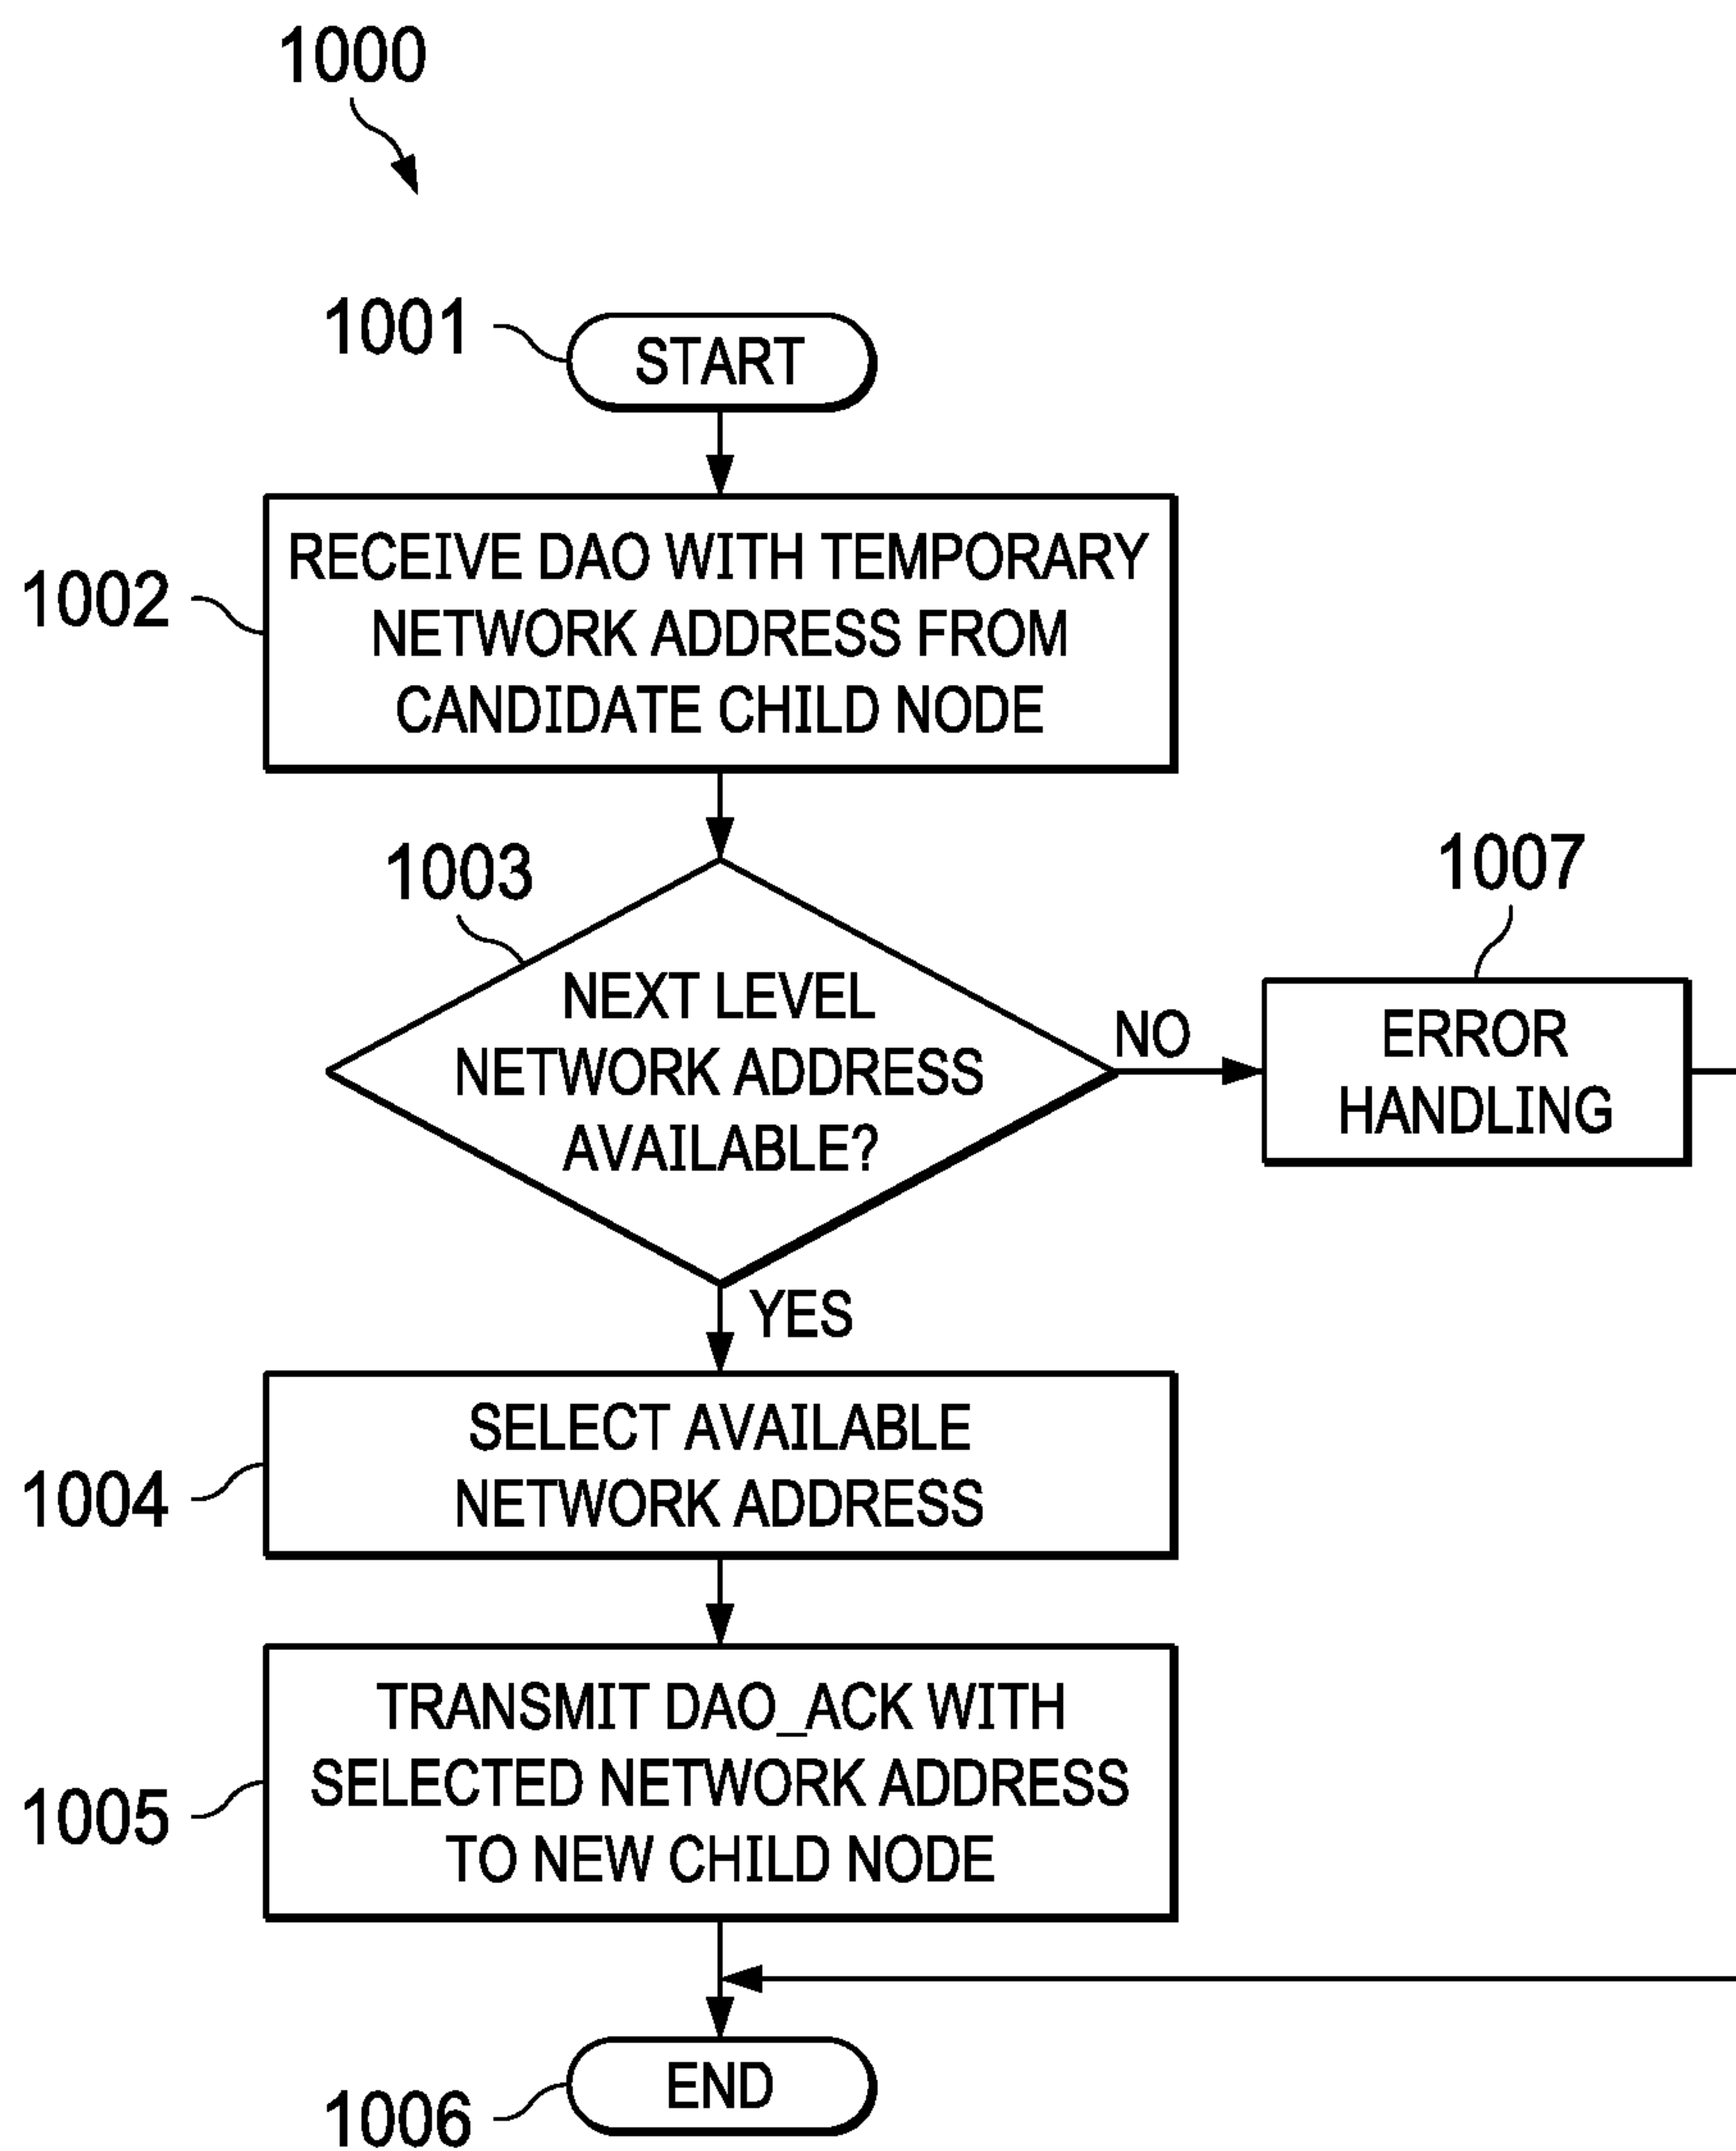 1000
1001
START
1002
RECEIVE DAO WITH TEMPORARY
NETWORK ADDRESS FROM
CANDIDATE CHILD NODE
1003
NEXT LEVEL
NETWORK ADDRESS
AVAILABLE?
NO
1007
ERROR
HANDLING
YES
1004
SELECT AVAILABLE
NETWORK ADDRESS
1005
TRANSMIT DAO_ACK WITH
SELECTED NETWORK ADDRESS
TO NEW CHILD NODE
1006
END